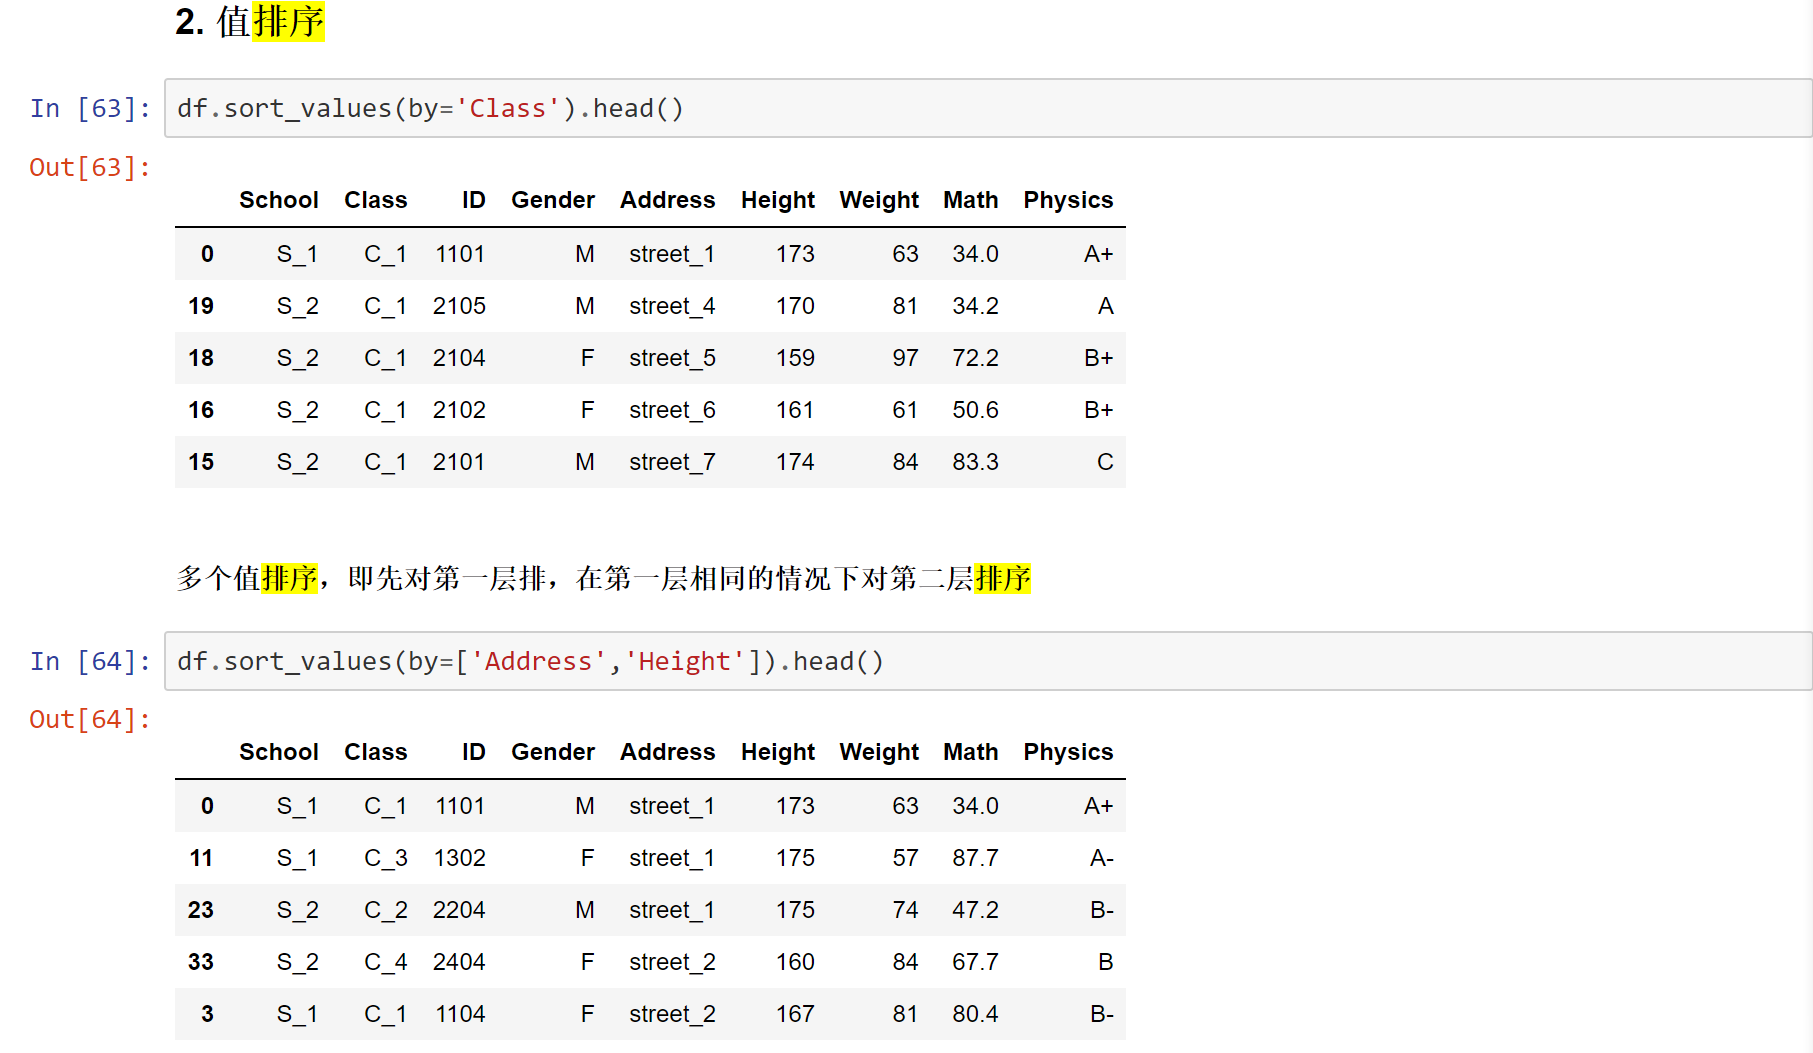 2. 值排序
In [63]: df.sort_values(by='Class').head()
Out[63]:
School Class ID Gender Address Height Weight Math Physics
0 S_1 C_1 1101 M street_1 173 63 34.0 A+
19 S_2 C_1 2105 M street_4 170 81 34.2 A
18 S_2 C_1 2104 F street_5 159 97 72.2 B+
16 S_2 C_1 2102 F street_6 161 61 50.6 B+
15 S_2 C_1 2101 M street_7 174 84 83.3 C
多个值排序，即先对第一层排，在第一层相同的情况下对第二层排序
In [64]: df.sort_values(by=['Address','Height']).head()
Out[64]:
School Class ID Gender Address Height Weight Math Physics
0 S_1 C_1 1101 M street_1 173 63 34.0 A+
11 S_1 C_3 1302 F street_1 175 57 87.7 A-
23 S_2 C_2 2204 M street_1 175 74 47.2 B-
33 S_2 C_4 2404 F street_2 160 84 67.7 B
3 S_1 C_1 1104 F street_2 167 81 80.4 B-